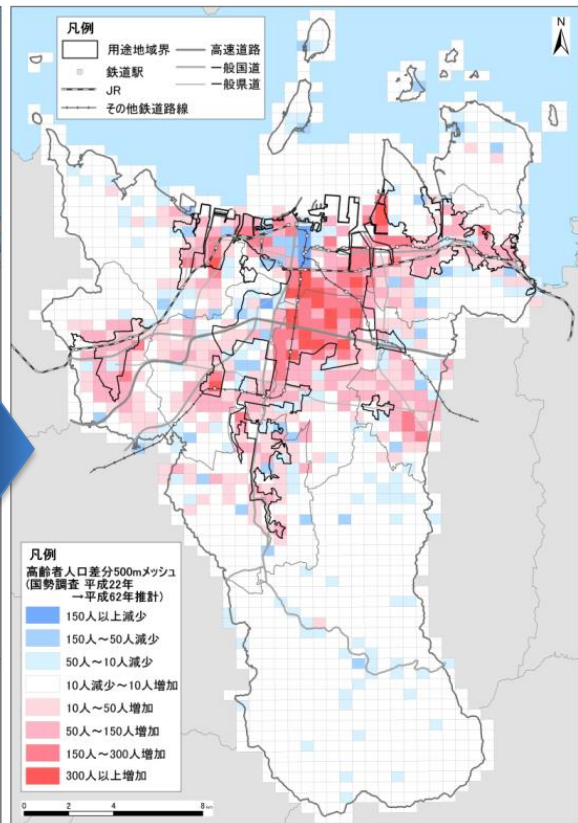 凡例
用途地域界
鉄道駅
JR
その他鉄道路線
高速道路
一般国道
一般県道
N
凡例
高齢者人口差分500mメッシュ
(国勢調査 平成22年
→平成62年推計)
150人以上減少
150人～50人減少
50人～10人減少
10人減少～10人増加
10人～50人増加
50人～150人増加
150人～300人増加
300人以上増加
0 2 4 8 km